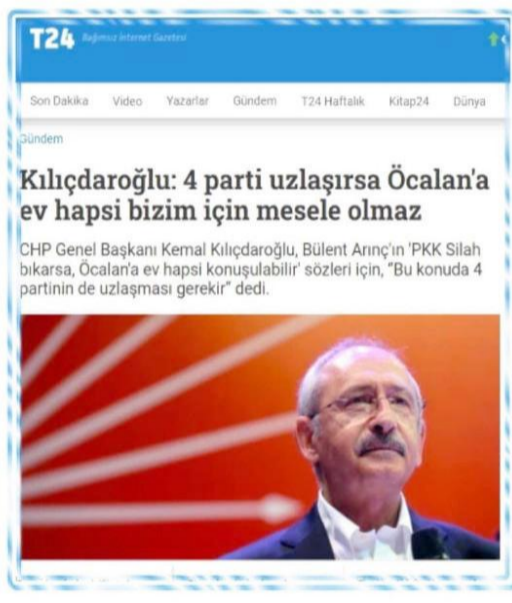 T24 Bağımsız İnternet Gazetesi
Son Dakika Video Yazarlar Gündem T24 Haftalık Kitap24 Dünya
Gündem
Kılıçdaroğlu: 4 parti uzlaşırsa Öcalan'a
ev hapsi bizim için mesele olmaz
CHP Genel Başkanı Kemal Kılıçdaroğlu, Bülent Arınç'ın 'PKK Silah
bıkarsa, Öcalan'a ev hapsi konuşulabilir' sözleri için, "Bu konuda 4
partinin de uzlaşması gerekir" dedi.